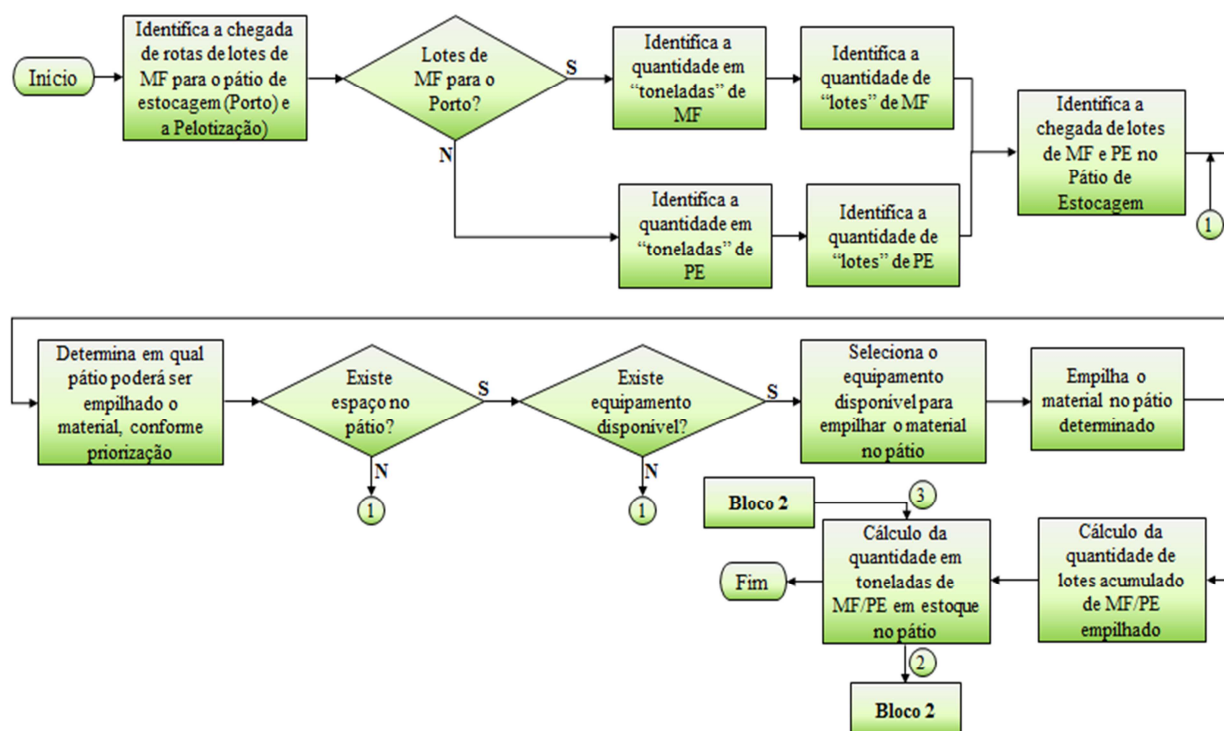 Inicio
Identifica a chegada
de rotas de lotes de
MF para o pátio de
estocagem (Porto) e
a Pelotização)
Lotes de
MF para o
Porto?
S
N
Identifica a
quantidade em
“toneladas” de
MF
Identifica a
quantidade de
“lotes” de MF
Identifica a
quantidade em
“toneladas” de
PE
Identifica a
quantidade de
“lotes” de PE
Identifica a
chegada de lotes
de MF e PE no
Pátio de
Estocagem
1
Determina em qual
pátio poderá ser
empilhado o
material, conforme
priorização
Existe
espaço no
pátio?
S
N
1
Existe
equipamento
disponível?
S
N
1
Seleciona o
equipamento
disponível para
empilhar o material
no pátio
Empilha o
material no pátio
determinado
Cálculo da
quantidade de
lotes acumulado
de MF/PE
empilhado
Bloco 2
3
Cálculo da
quantidade em
toneladas de
MF/PE em estoque
no pátio
Fim
2
Bloco 2